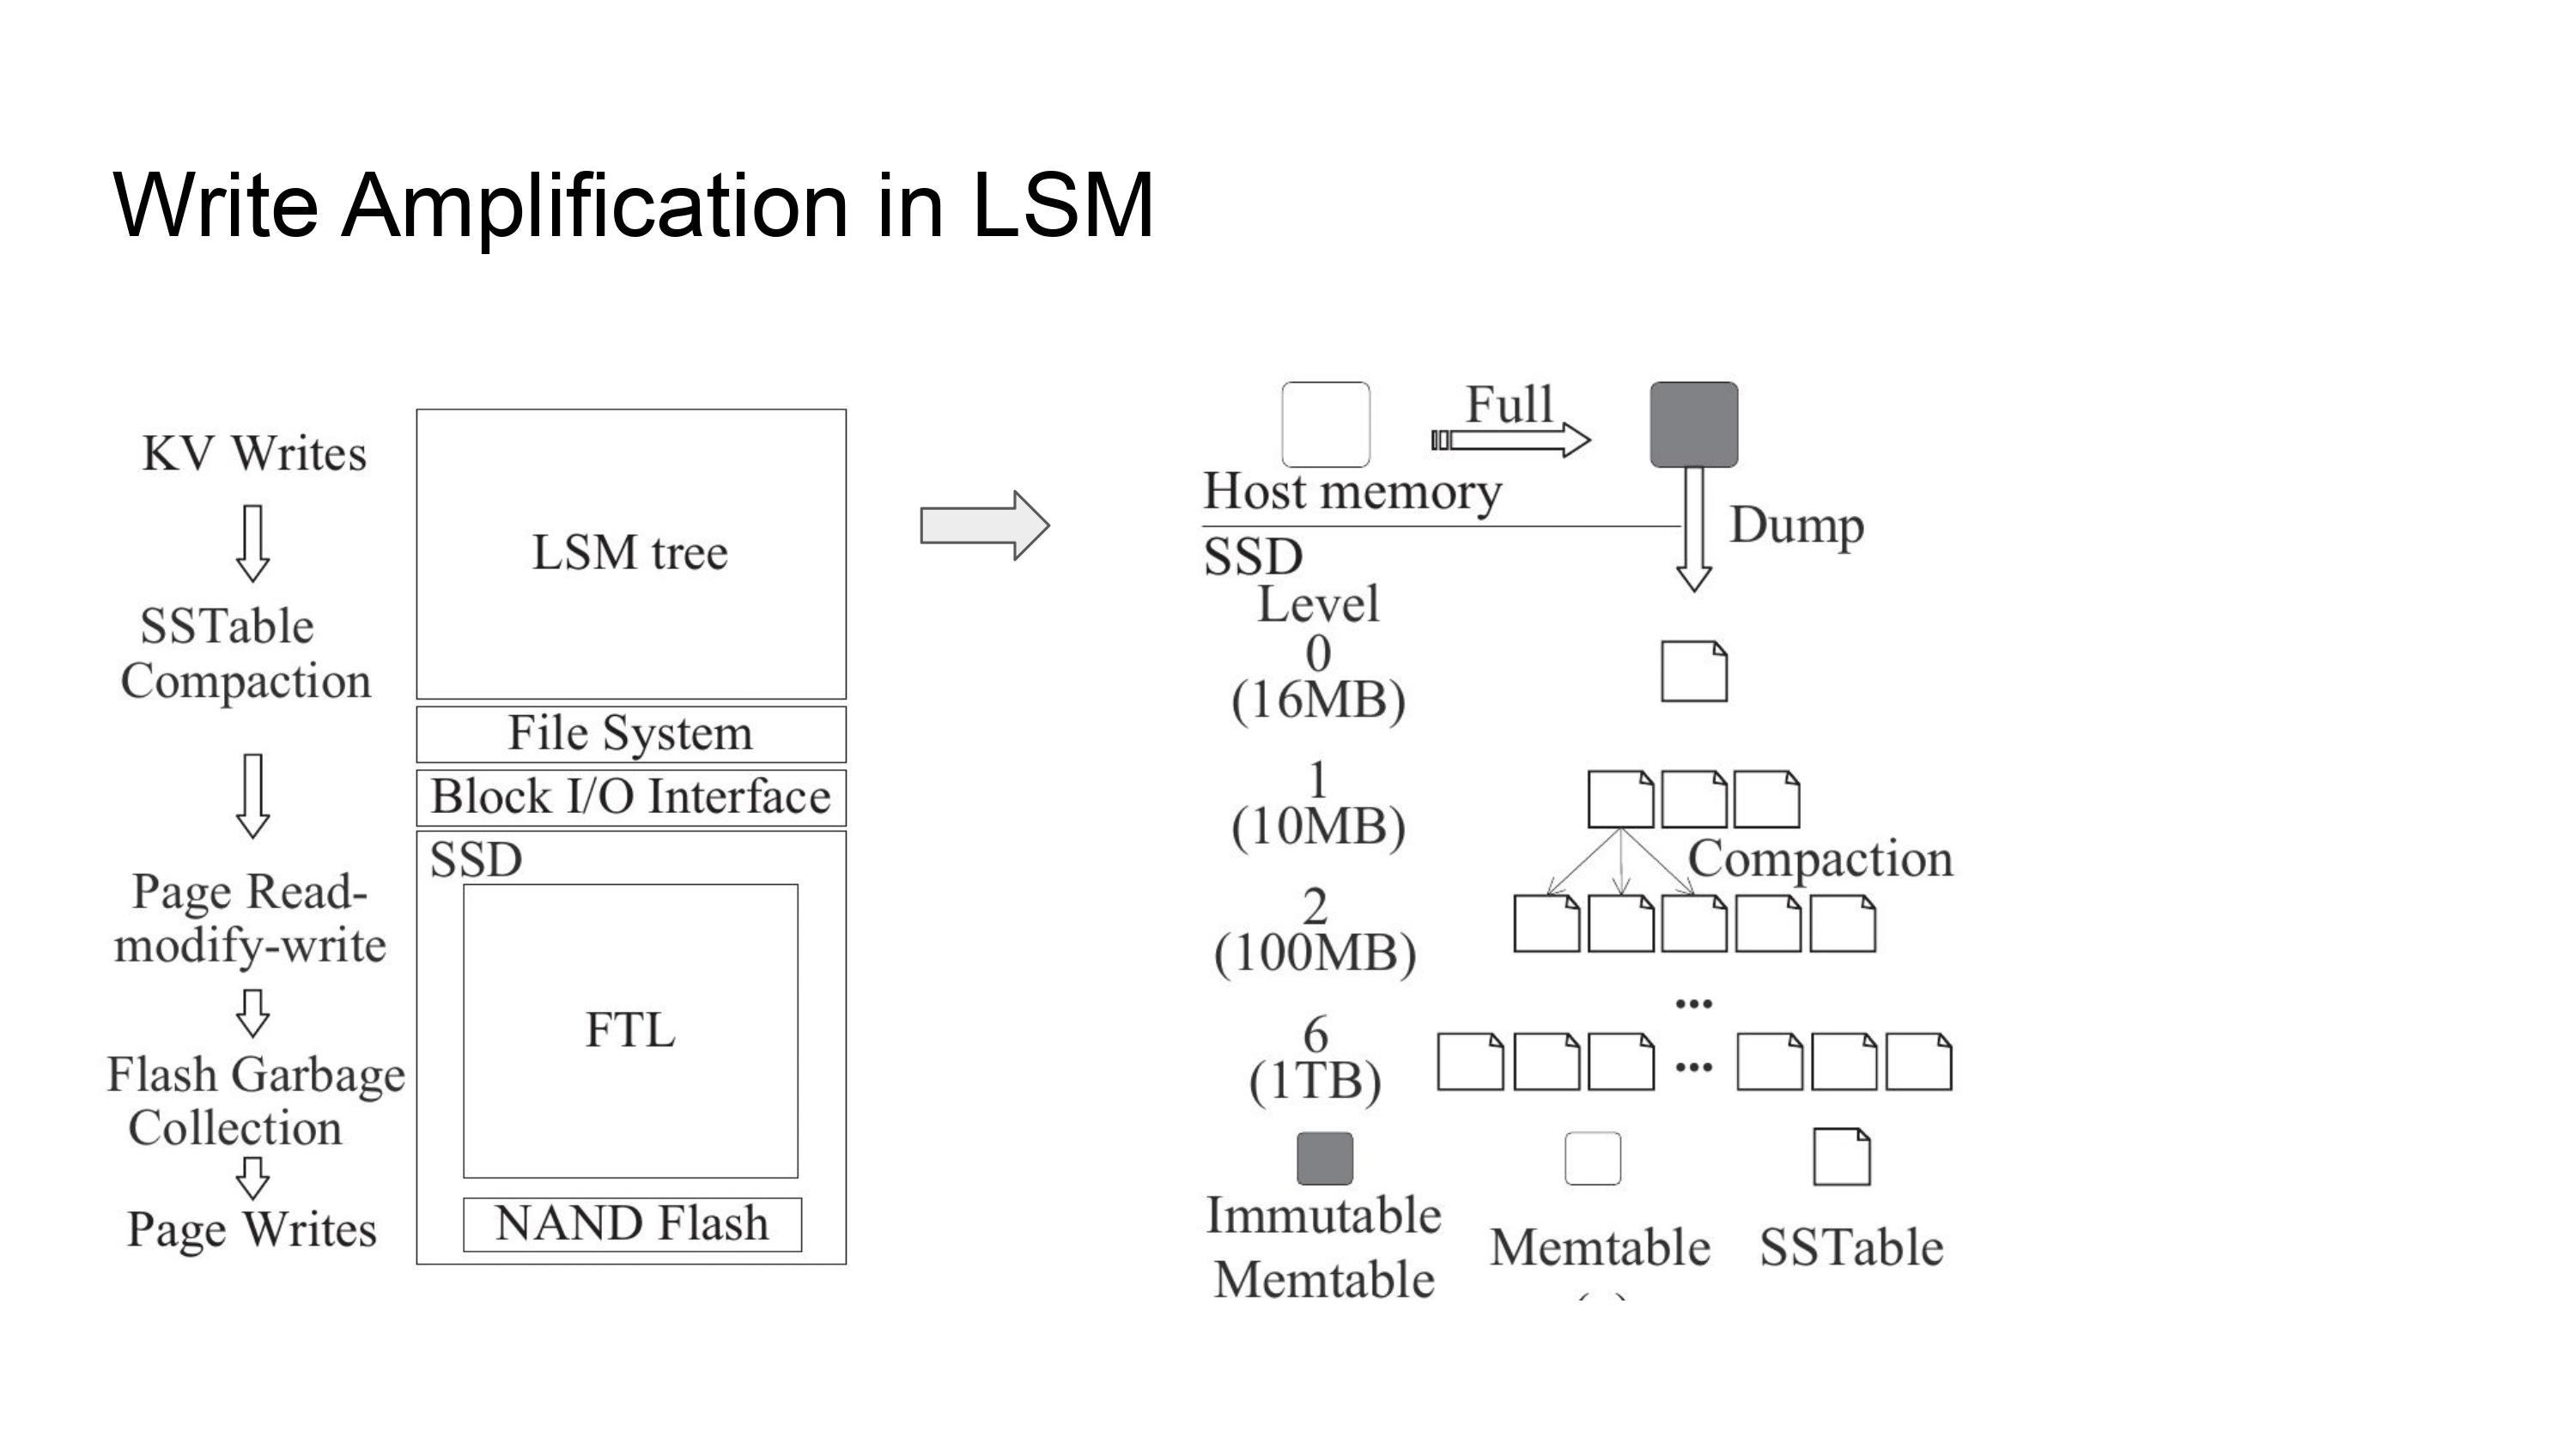 Write Amplification in LSM
KV Writes
SSTable
Compaction
Page Read-
modify-write
Flash Garbage
Collection
Page Writes
LSM tree
File System
Block I/O Interface
SSD
FTL
NAND Flash
Full
Host memory
Dump
SSD
Level
0
(16MB)
1
(10MB)
Compaction
2
(100MB)
...
6
(1TB)
...
Immutable
Memtable
Memtable
SSTable